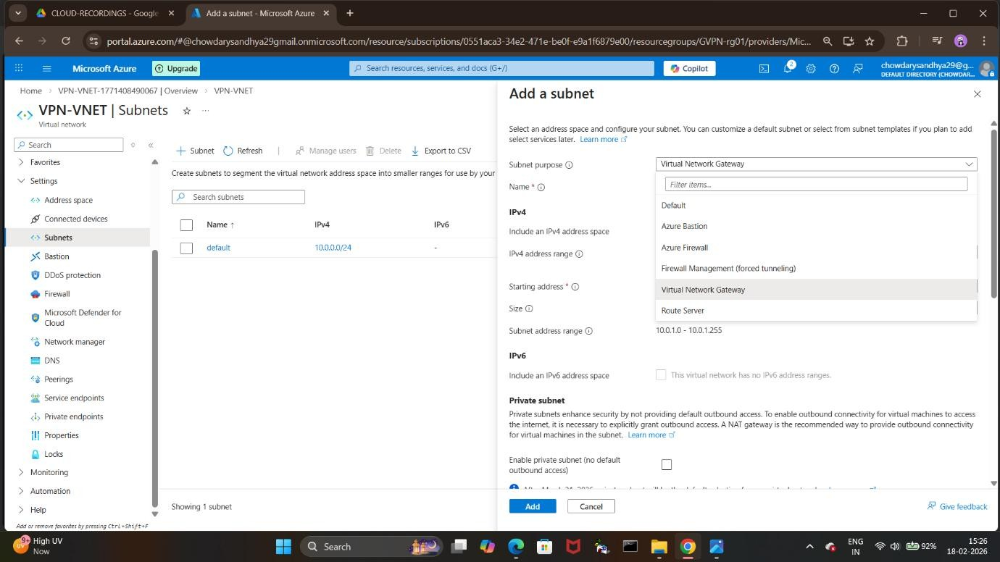 CLOUD-RECORDINGS - Google
Add a subnet - Microsoft Azure
portal.azure.com/#@chowdarysandhya29gmail.onmicrosoft.com/resource/subscriptions/0551aca3-34e2-471e-be0f-e9a1f6879e00/resourcegroups/GVPN-rg01/providers/Mic...
Microsoft Azure
Upgrade
Search resources, services, and docs (G+/)
Copilot
2
chowdarysandhya29@g...
DEFAULT DIRECTORY (CHOWDAR...
Home > VPN-VNET-1771408490067 | Overview > VPN-VNET
VPN-VNET | Subnets
Virtual network
Search
Favorites
Settings
Address space
Connected devices
Subnets
Bastion
DDoS protection
Firewall
Microsoft Defender for
Cloud
Network manager
DNS
Peerings
Service endpoints
Private endpoints
Properties
Locks
Monitoring
Automation
Help
Add or remove favorites by pressing Ctrl+Shift+F
Subnet Refresh Manage users Delete Export to CSV
Create subnets to segment the virtual network address space into smaller ranges for use by your
Search subnets
Name ↑ IPv4 IPv6
default 10.0.0.0/24 -
Showing 1 subnet
Add a subnet
Select an address space and configure your subnet. You can customize a default subnet or select from subnet templates if you plan to add
select services later. Learn more
Subnet purpose
Virtual Network Gateway
Name *
Filter items...
Default
Azure Bastion
Azure Firewall
Firewall Management (forced tunneling)
Virtual Network Gateway
Route Server
IPv4
Include an IPv4 address space
IPv4 address range
Starting address *
Size
Subnet address range
10.0.1.0 - 10.0.1.255
IPv6
Include an IPv6 address space
This virtual network has no IPv6 address ranges.
Private subnet
Private subnets enhance security by not providing default outbound access. To enable outbound connectivity for virtual machines to access
the internet, it is necessary to explicitly grant outbound access. A NAT gateway is the recommended way to provide outbound connectivity
for virtual machines in the subnet. Learn more
Enable private subnet (no default
outbound access)
Add
Cancel
Give feedback
9+
High UV
Now
Search
ENG
IN
92%
15:26
18-02-2026